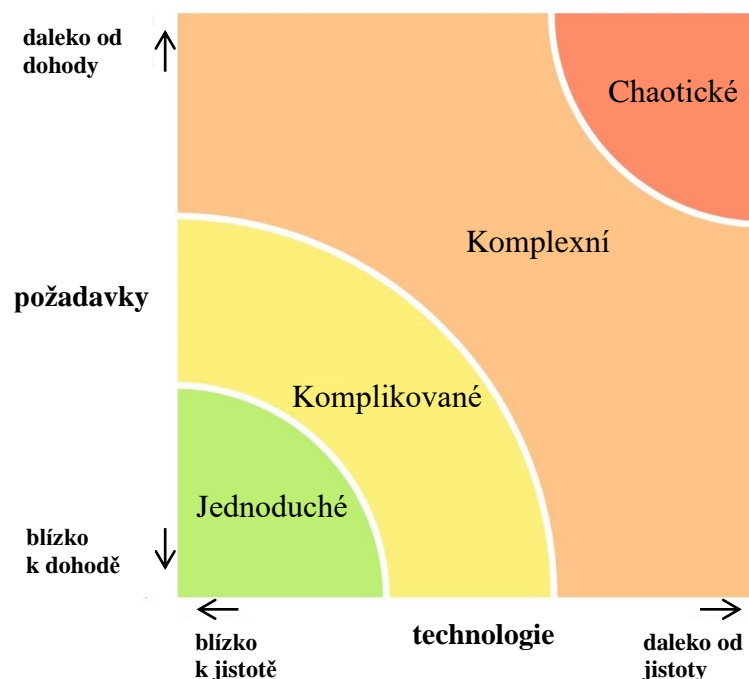 daleko od
dohody
Chaotické
Komplexní
požadavky
Komplikované
Jednoduché
blízko
k dohodě
blízko
k jistotě
technologie
daleko od
jistoty